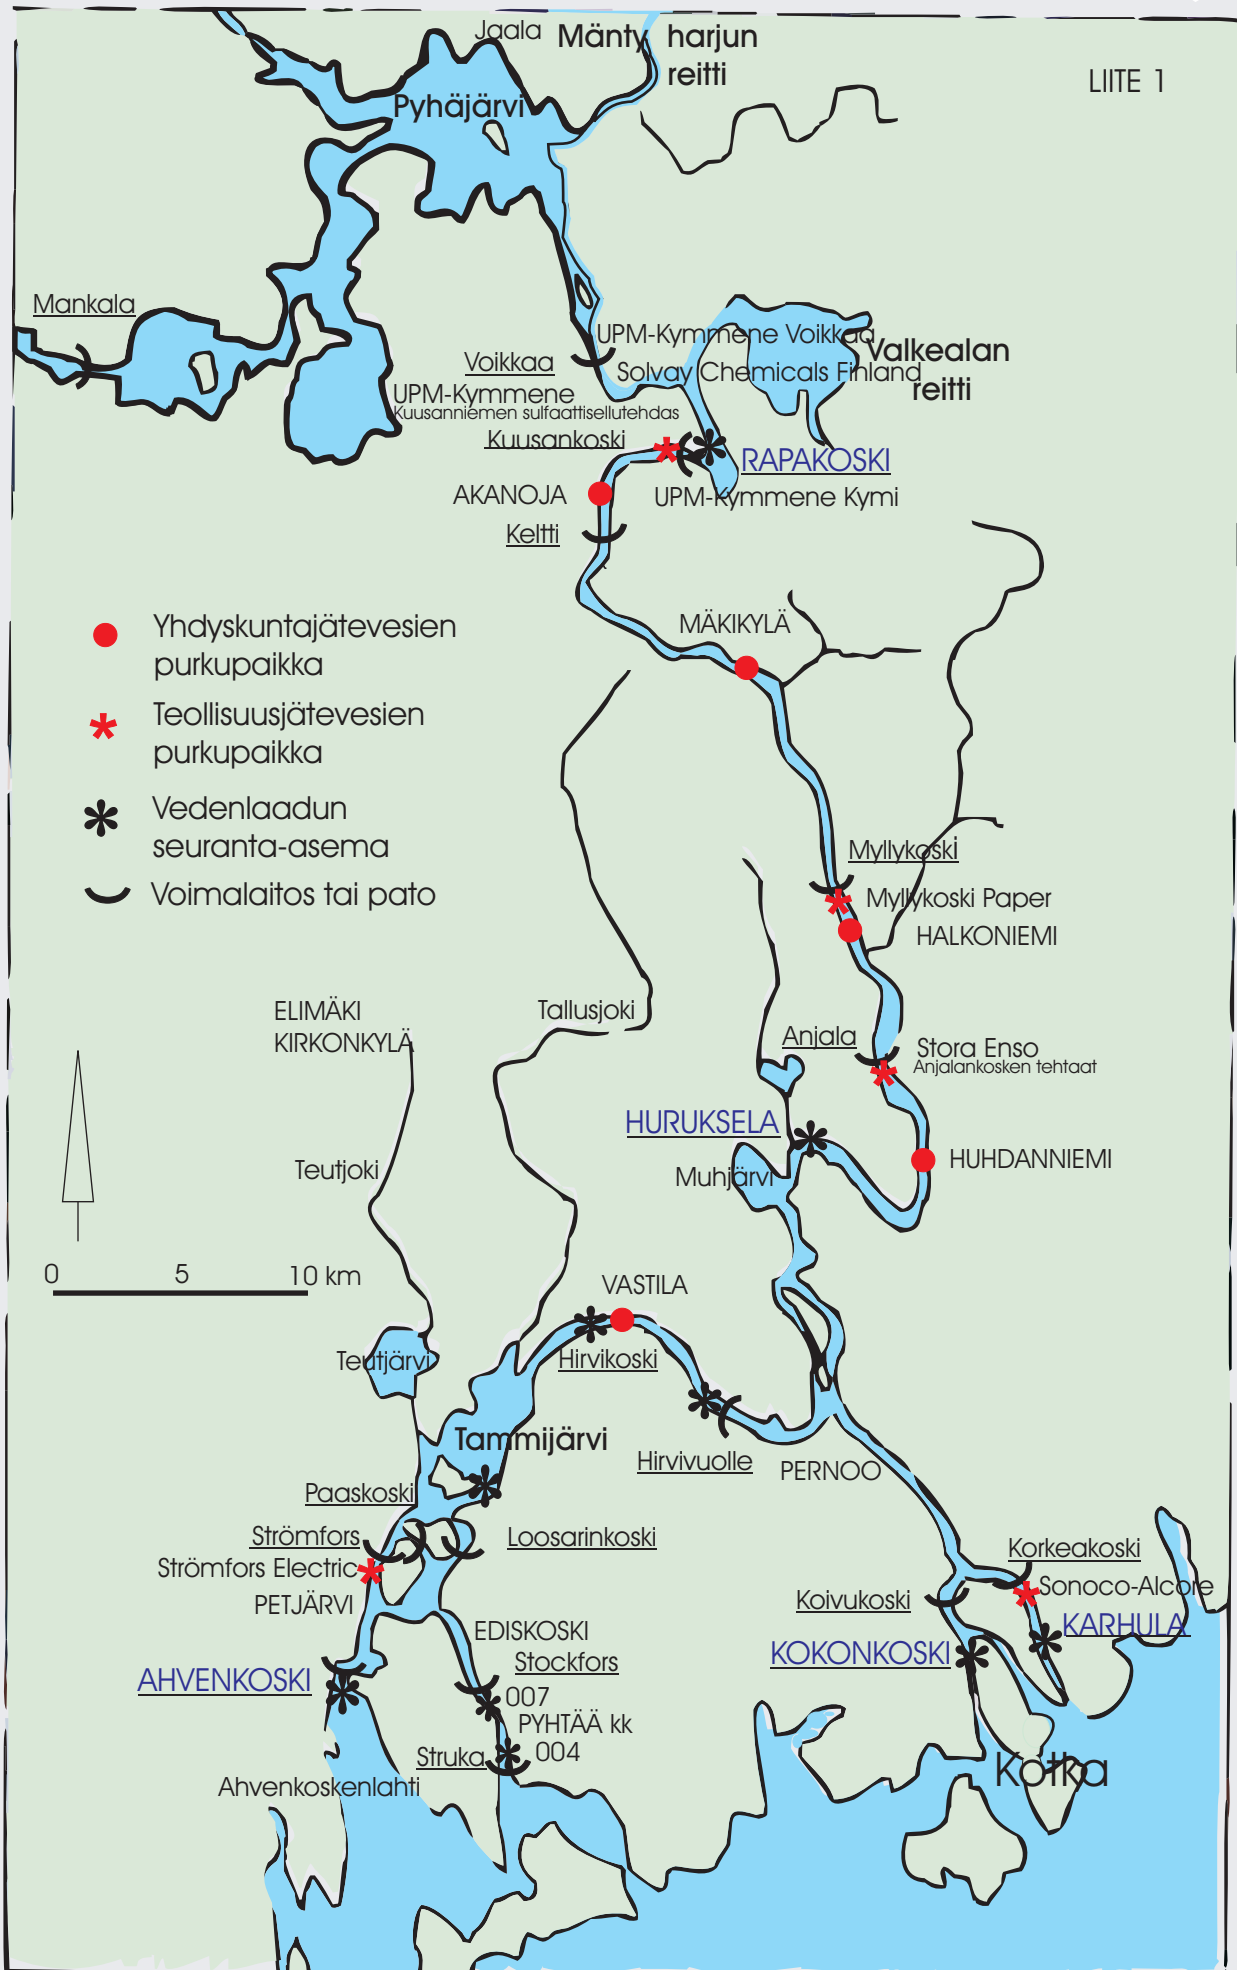 Jaala
Mänty harjun
reitti
LIITE 1
Pyhäjärvi
Mankala
UPM-Kymmene Voikkaa
Valkealan
reitti
Voikkaa
Solvay Chemicals Finland
UPM-Kymmene
Kuusanniemen sulfaattisellutehdas
Kuusankoski
RAPAKOSKI
AKANOJA
UPM-Kymmene Kymi
Keltti
Yhdyskuntajätevesien
purkupaikka
Teollisuusjätevesien
purkupaikka
Vedenlaadun
seuranta-asema
Voimalaitos tai pato
MÄKIKYLÄ
Myllykoski
Myllykoski Paper
HALKONIEMI
ELIMÄKI
KIRKONKYLÄ
Tallusjoki
Anjala
Stora Enso
Anjalankosken tehtaat
HURUKSELA
HUHDANNIEMI
Teutjoki
Muhjärvi
0 5 10 km
VASTILA
Teutjärvi
Hirvikoski
Tammijärvi
Hirvivuolle
PERNOO
Paaskoski
Strömfors
Loosarinkoski
Korkeakoski
Strömfors Electric
Sonoco-Alcore
PETJÄRVI
Koivukoski
EDISKOSKI
KARHULA
Stockfors
KOKONKOSKI
AHVENKOSKI
007
PYHTÄÄ kk
Struka
004
Kotka
Ahvenkoskenlahti